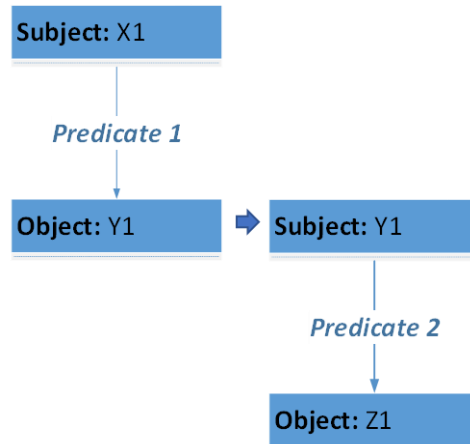 Subject: X1
Predicate 1
Object: Y1
Subject: Y1
Predicate 2
Object: Z1